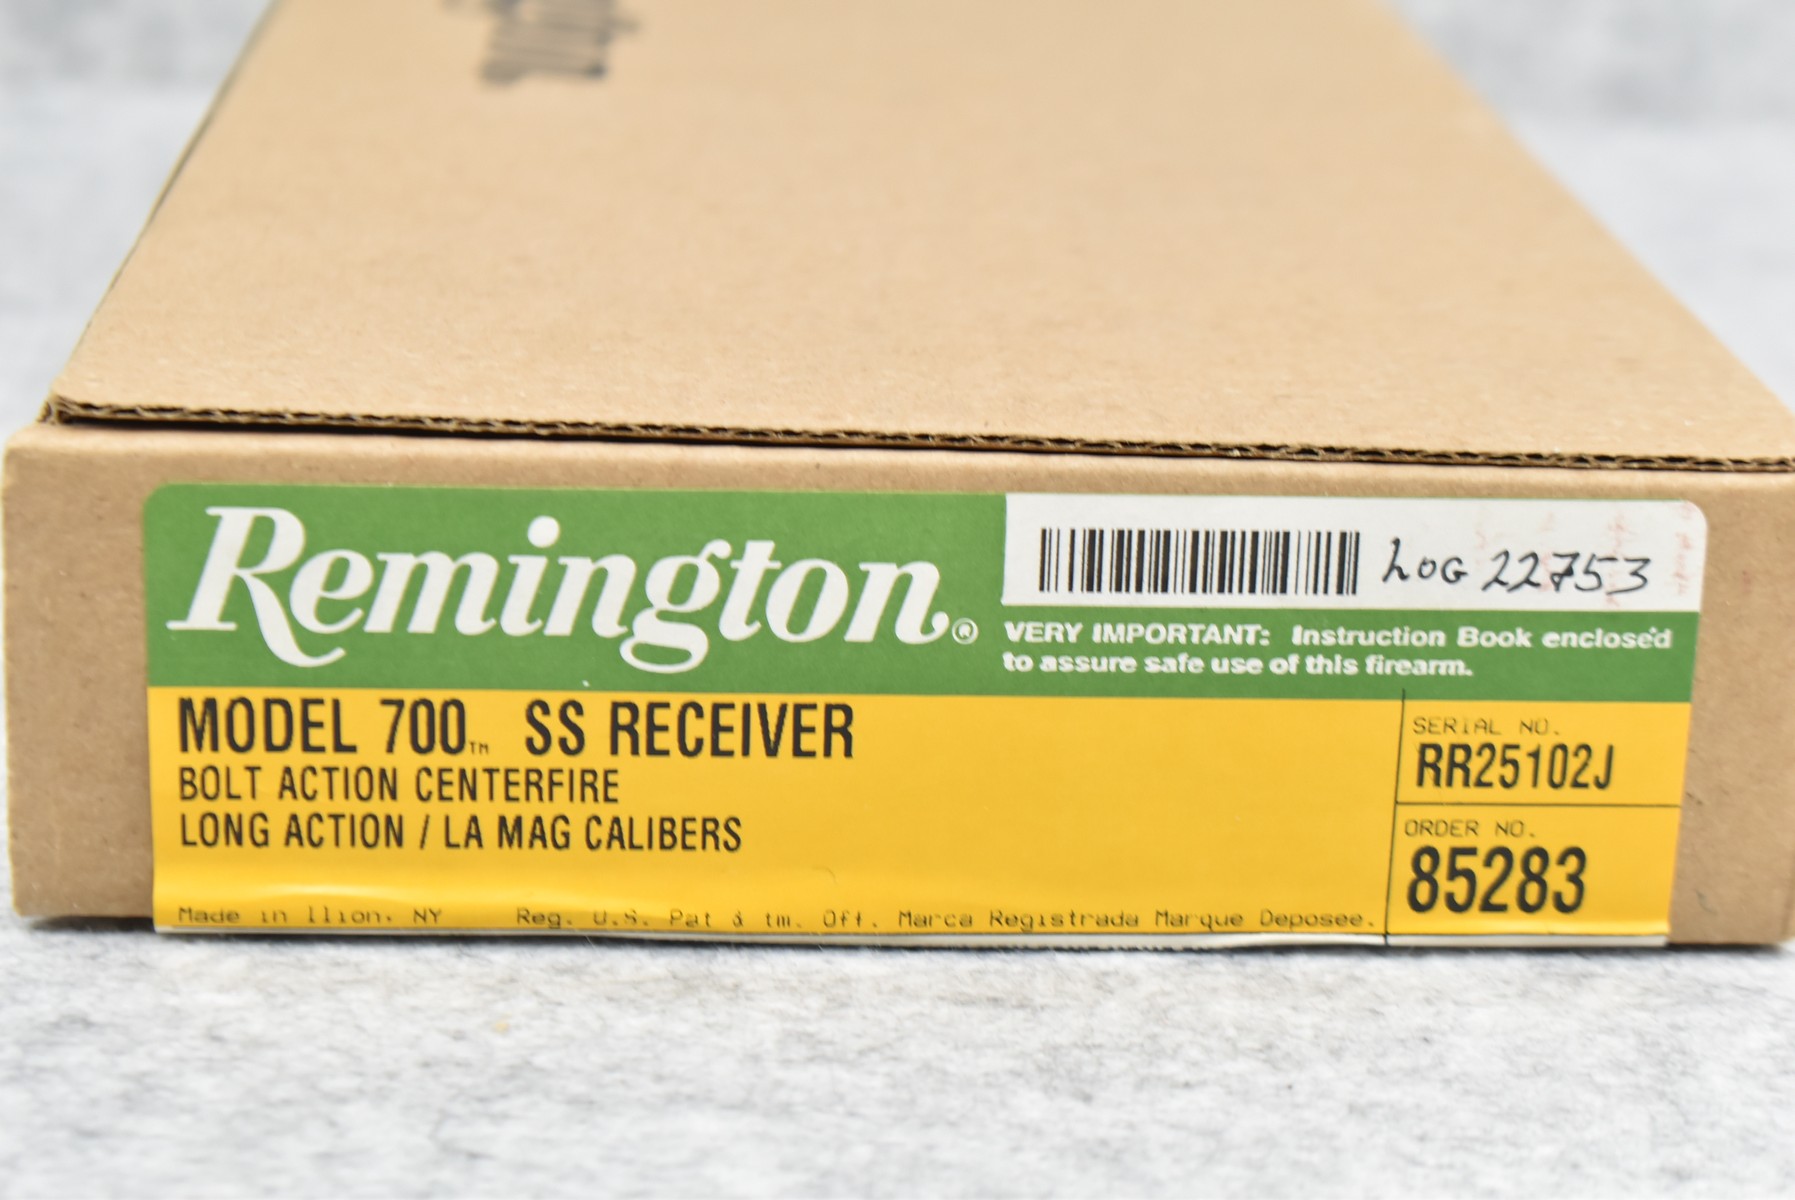 Remington®
LOG 22753
VERY IMPORTANT: Instruction Book enclosed
to assure safe use of this firearm.
MODEL 700™ SS RECEIVER
BOLT ACTION CENTERFIRE
LONG ACTION / LA MAG CALIBERS
SERIAL NO.
RR25102J
ORDER NO.
85283
Made in Ilion, NY Reg. U.S. Pat & tm. Off. Marca Registrada Marque Deposee.